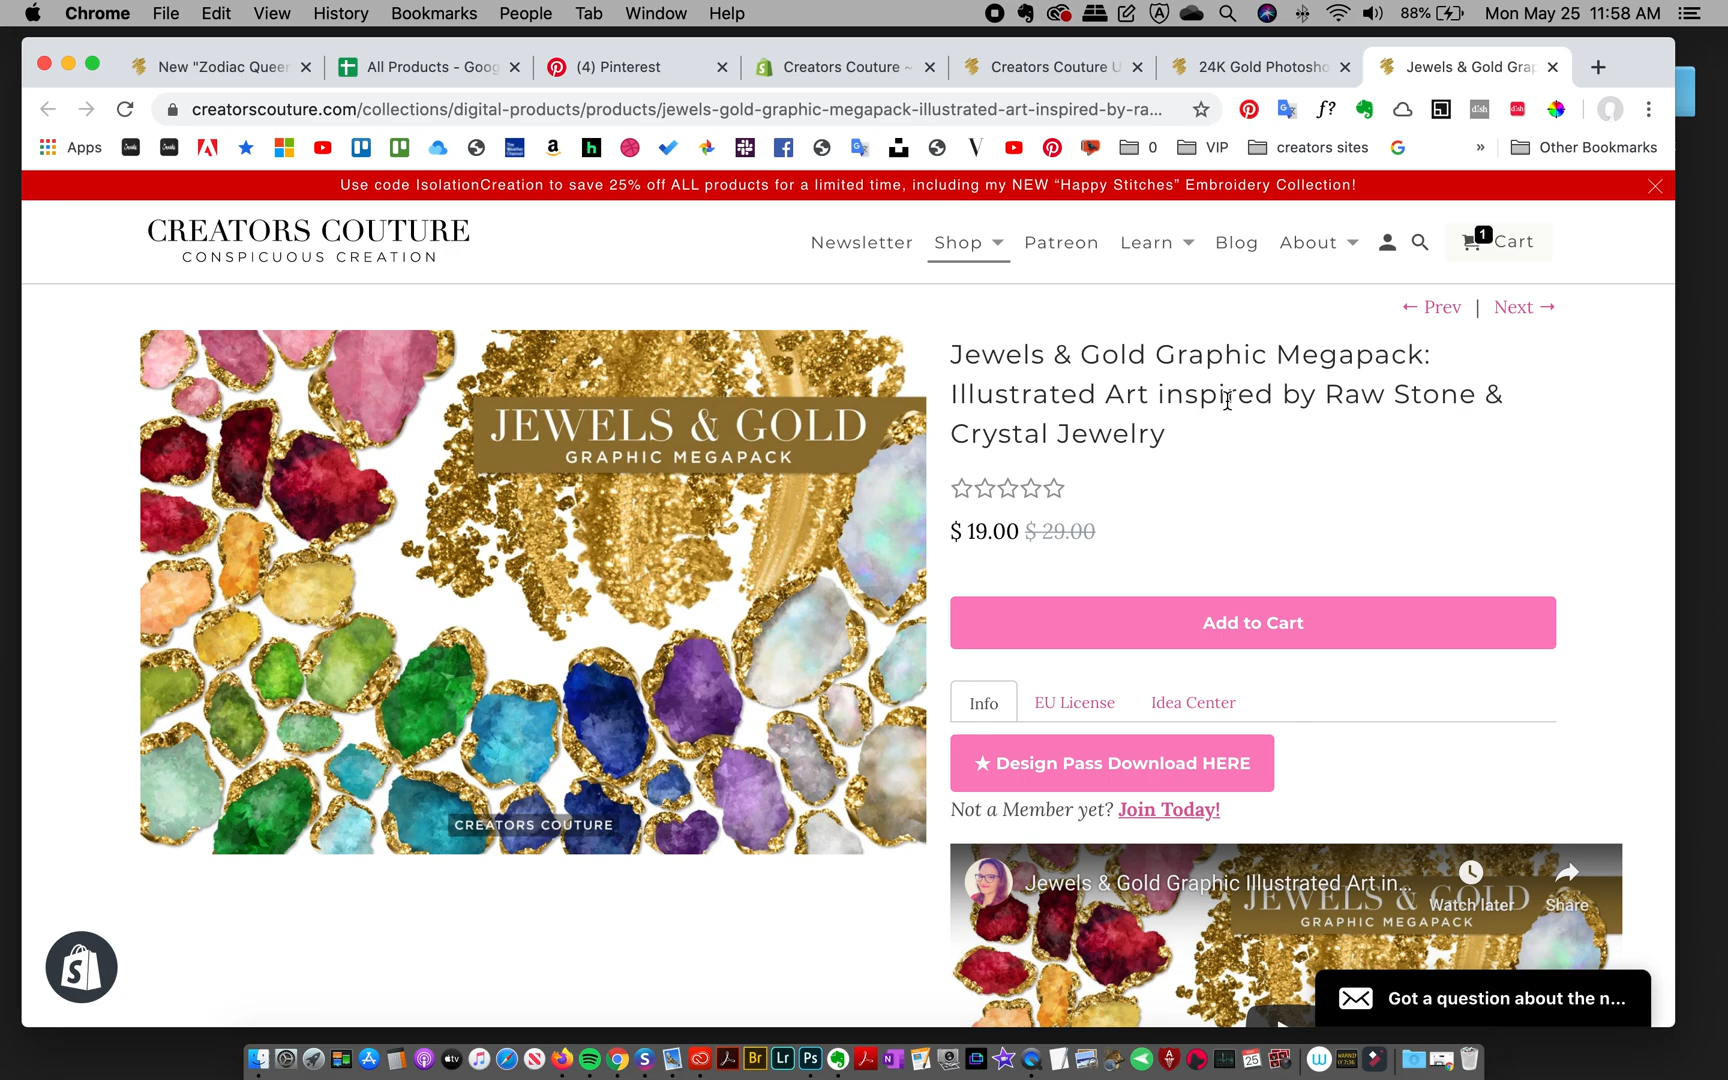 Chrome File Edit View History Bookmarks People Tab Window Help 88% Mon May 25 11:58 AM
New "Zodiac Queen All Products - Goog (4) Pinterest Creators Couture ~ Creators Couture U 24K Gold Photosho Jewels & Gold Grap
creatorscouture.com/collections/digital-products/products/jewels-gold-graphic-megapack-illustrated-art-inspired-by-ra... f?
Apps 0 VIP creators sites » Other Bookmarks
Use code IsolationCreation to save 25% off ALL products for a limited time, including my NEW "Happy Stitches" Embroidery Collection!
CREATORS COUTURE
CONSPICUOUS CREATION
Newsletter Shop Patreon Learn Blog About 1 Cart
← Prev | Next →
JEWELS & GOLD
GRAPHIC MEGAPACK
CREATORS COUTURE
Jewels & Gold Graphic Megapack:
Illustrated Art inspired by Raw Stone &
Crystal Jewelry
$ 19.00 $ 29.00
Add to Cart
Info EU License Idea Center
★ Design Pass Download HERE
Not a Member yet? Join Today!
Jewels & Gold Graphic Illustrated Art in...
Watch later Share
JEWELS & GOLD
GRAPHIC MEGAPACK
Got a question about the n...